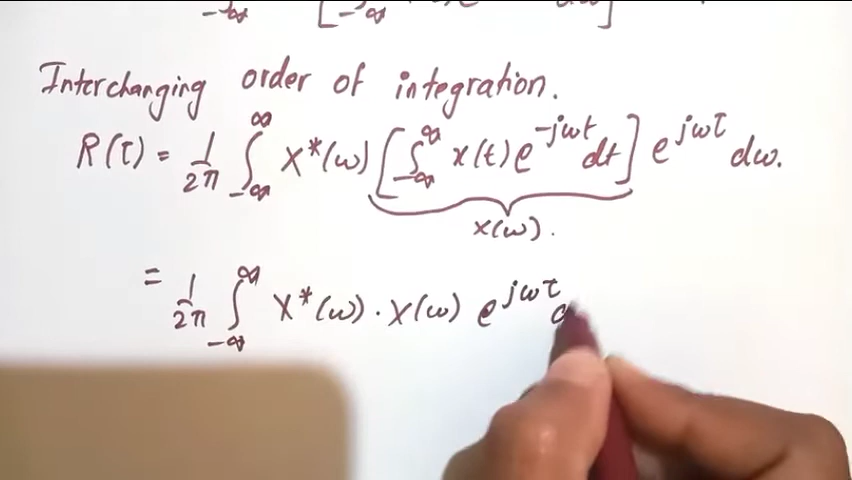 Interchanging order of integration.
R(τ) = 1/2π ∫_{-∞}^{∞} X*(ω) [∫_{-∞}^{∞} x(t) e^{-jωt} dt] e^{jωτ} dω.
X(ω).
= 1/2π ∫_{-∞}^{∞} X*(ω) · X(ω) e^{jωτ}